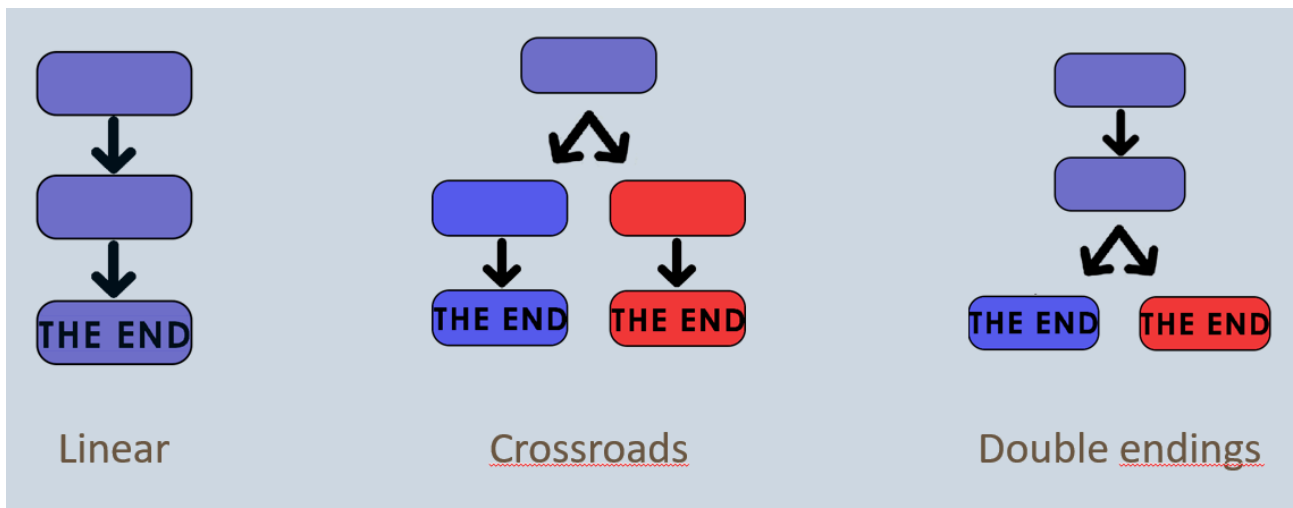 THE END
THE END
THE END
THE END
THE END
Linear
Crossroads
Double endings